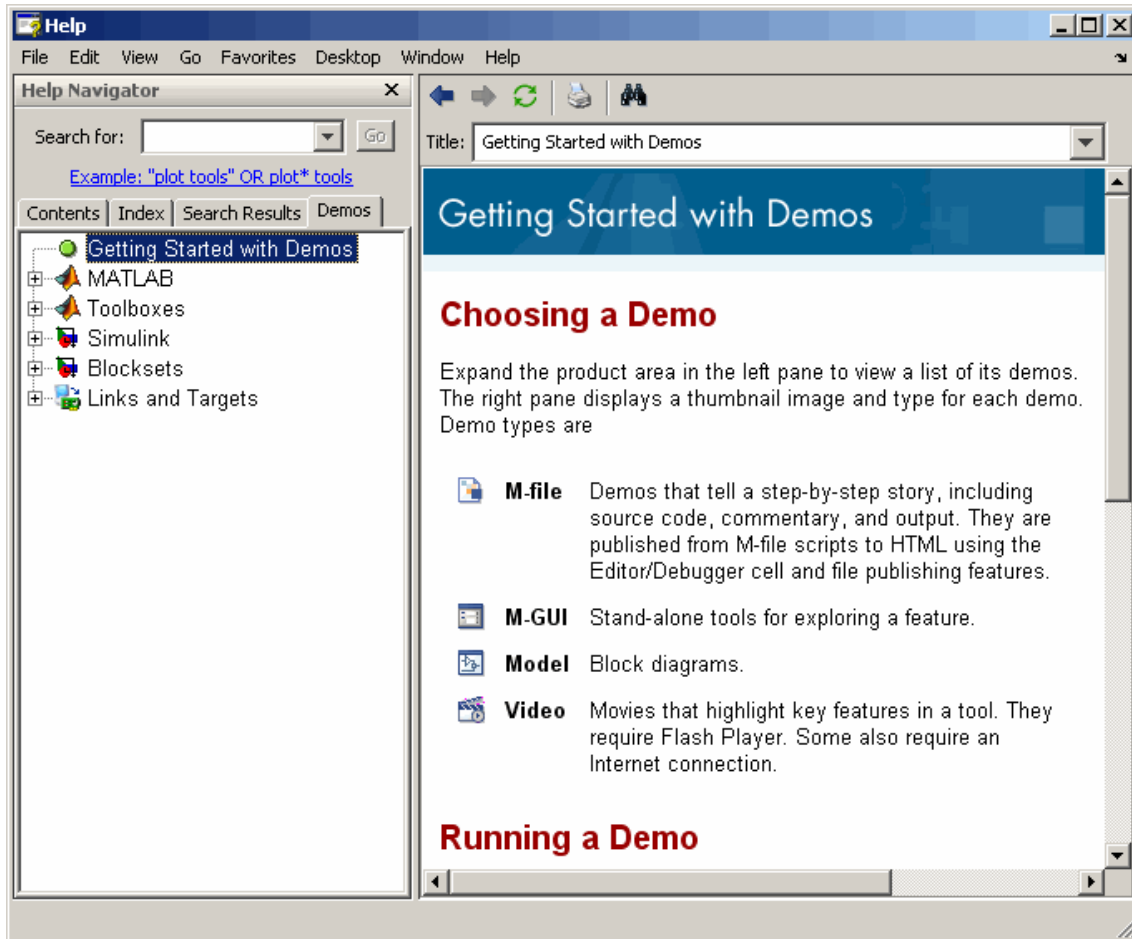 Help
File Edit View Go Favorites Desktop Window Help
Help Navigator
Search for: Go
Example: "plot tools" OR plot* tools
Contents Index Search Results Demos
Getting Started with Demos
MATLAB
Toolboxes
Simulink
Blocksets
Links and Targets
Title: Getting Started with Demos
Getting Started with Demos
Choosing a Demo
Expand the product area in the left pane to view a list of its demos.
The right pane displays a thumbnail image and type for each demo.
Demo types are
M-file Demos that tell a step-by-step story, including
source code, commentary, and output. They are
published from M-file scripts to HTML using the
Editor/Debugger cell and file publishing features.
M-GUI Stand-alone tools for exploring a feature.
Model Block diagrams.
Video Movies that highlight key features in a tool. They
require Flash Player. Some also require an
Internet connection.
Running a Demo